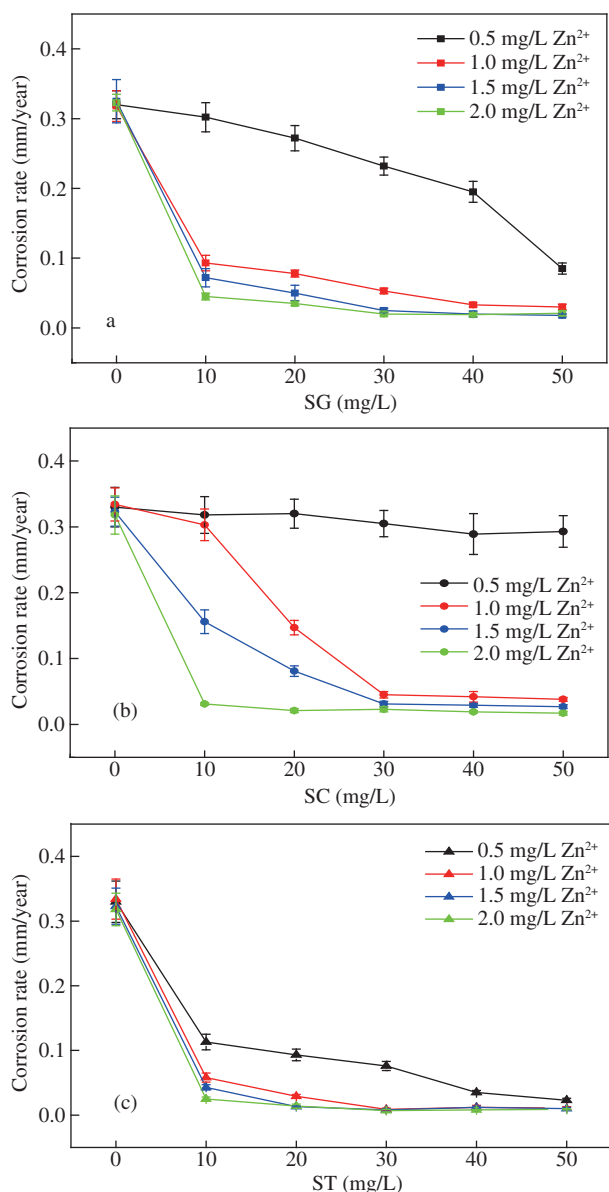 0.5 mg/L Zn²⁺
1.0 mg/L Zn²⁺
1.5 mg/L Zn²⁺
2.0 mg/L Zn²⁺
Corrosion rate (mm/year)
0.4
0.3
0.2
0.1
0.0
a
0 10 20 30 40 50
SG (mg/L)
0.5 mg/L Zn²⁺
1.0 mg/L Zn²⁺
1.5 mg/L Zn²⁺
2.0 mg/L Zn²⁺
Corrosion rate (mm/year)
0.4
0.3
0.2
0.1
0.0
(b)
0 10 20 30 40 50
SC (mg/L)
0.5 mg/L Zn²⁺
1.0 mg/L Zn²⁺
1.5 mg/L Zn²⁺
2.0 mg/L Zn²⁺
Corrosion rate (mm/year)
0.4
0.3
0.2
0.1
0.0
(c)
0 10 20 30 40 50
ST (mg/L)